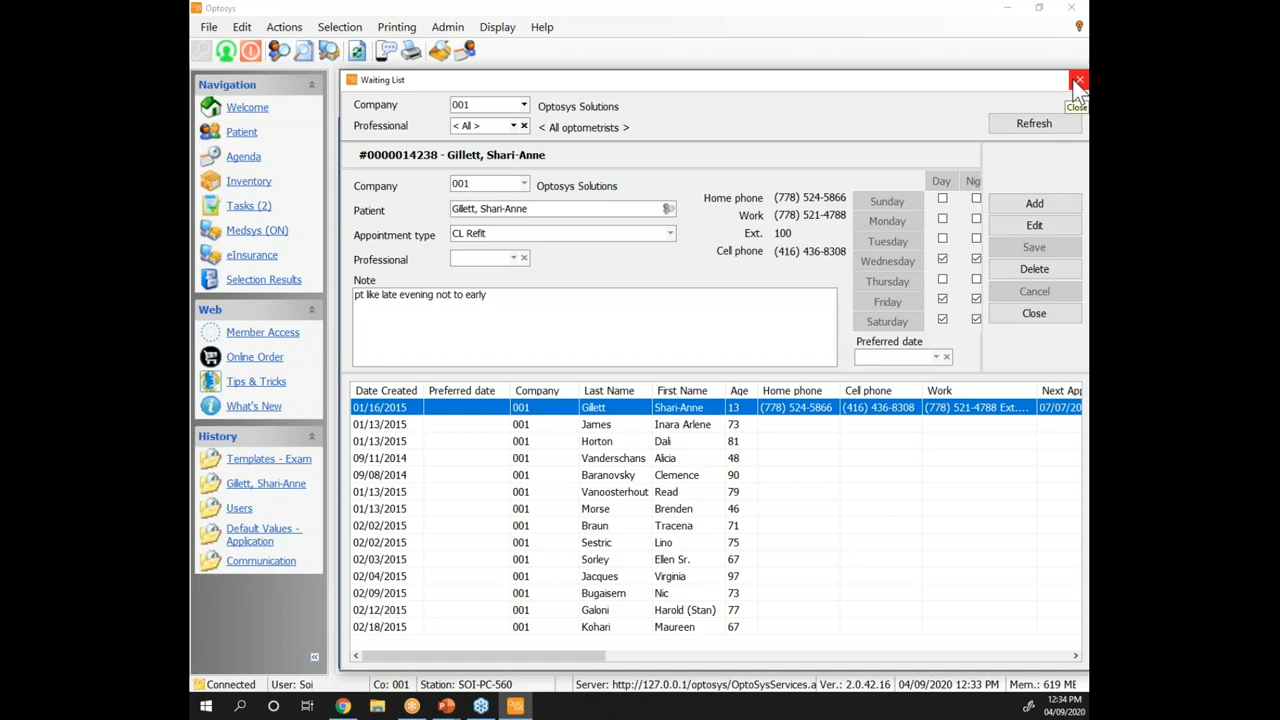 Optosys
File Edit Actions Selection Printing Admin Display Help
Navigation
Welcome
Patient
Agenda
Inventory
Tasks (2)
Medsys (ON)
eInsurance
Selection Results
Web
Member Access
Online Order
Tips & Tricks
What's New
History
Templates - Exam
Gillett, Shari-Anne
Users
Default Values -
Application
Communication
Waiting List
Close
Company 001 Optosys Solutions
Professional < All > < All optometrists >
Refresh
#0000014238 - Gillett, Shari-Anne
Company 001 Optosys Solutions
Patient Gillett, Shari-Anne
Appointment type CL Refit
Professional
Home phone (778) 524-5866
Work (778) 521-4788
Ext. 100
Cell phone (416) 436-8308
Day Nig
Sunday
Monday
Tuesday
Wednesday
Thursday
Friday
Saturday
Preferred date
Add
Edit
Save
Delete
Cancel
Close
Note
pt like late evening not to early
Date Created Preferred date Company Last Name First Name Age Home phone Cell phone Work Next Ap
01/16/2015 001 Gillett Shari-Anne 13 (778) 524-5866 (416) 436-8308 (778) 521-4788 Ext.... 07/07/20
01/13/2015 001 James Inara Arlene 73
01/13/2015 001 Horton Dali 81
09/11/2014 001 Vanderschans Alicia 48
09/08/2014 001 Baranovsky Clemence 90
01/13/2015 001 Vanoosterhout Read 79
01/13/2015 001 Morse Brenden 46
02/02/2015 001 Braun Tracena 71
02/02/2015 001 Sestric Lino 75
02/03/2015 001 Sorley Ellen Sr. 67
02/04/2015 001 Jacques Virginia 97
02/09/2015 001 Bugaisem Nic 73
02/12/2015 001 Galoni Harold (Stan) 77
02/18/2015 001 Kohari Maureen 67
Connected User: Soi Co: 001 Station: SOI-PC-560 Server: http://127.0.0.1/optosys/OptoSysServices.a Ver.: 2.0.42.16 04/09/2020 12:33 PM Mem.: 619 ME
12:34 PM
04/09/2020